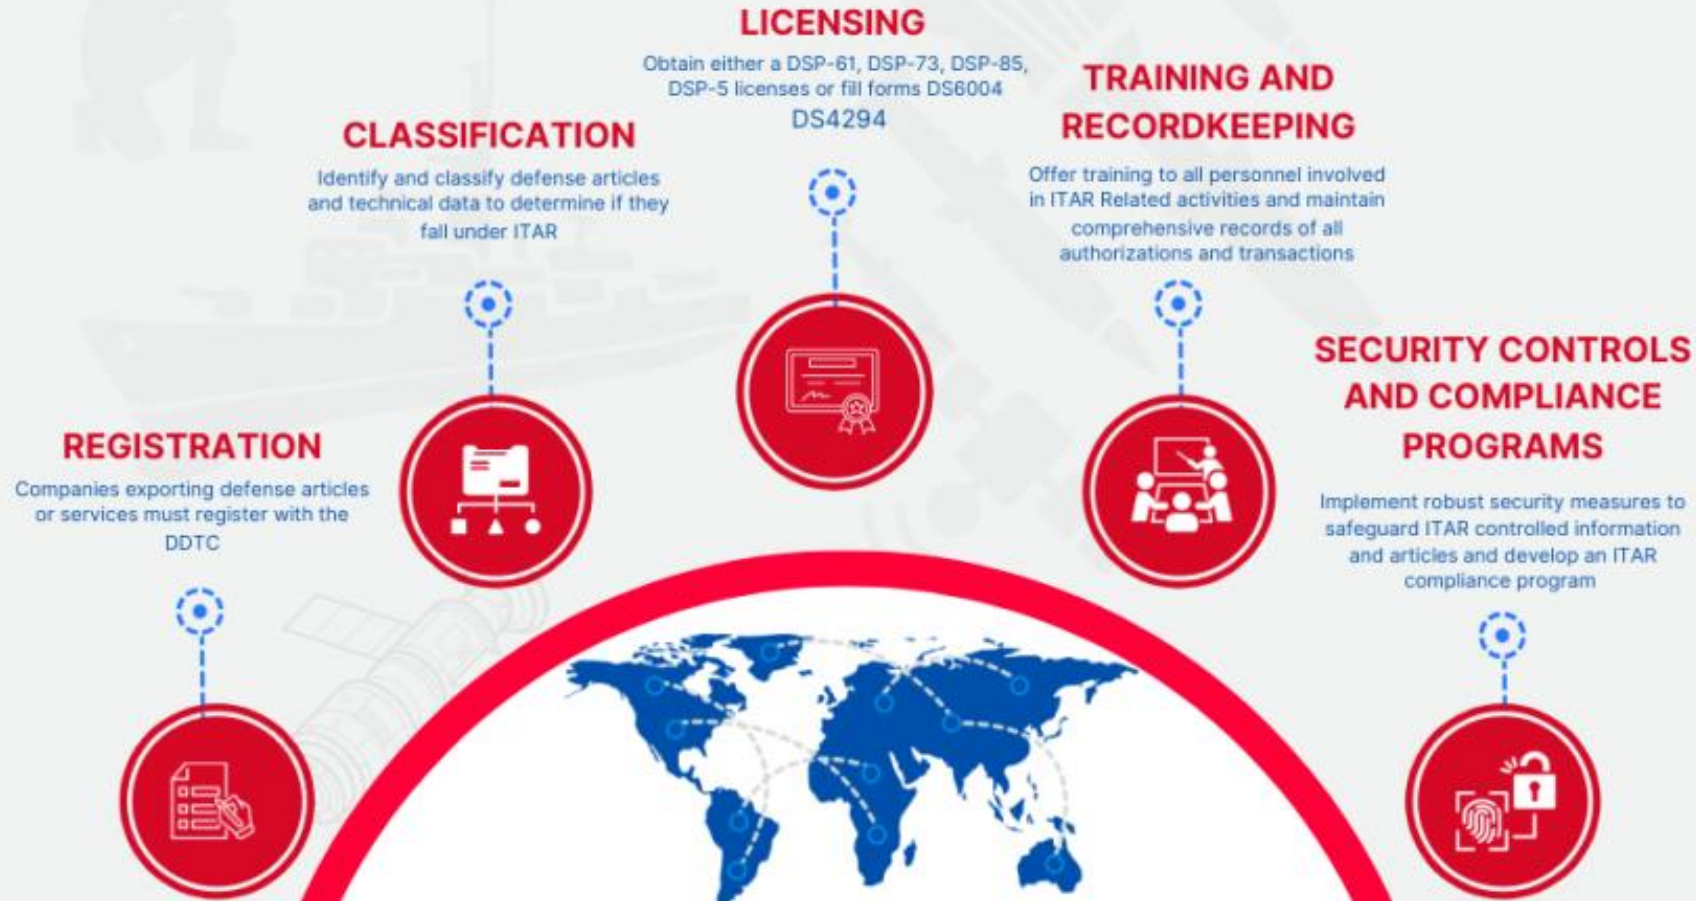 LICENSING
Obtain either a DSP-61, DSP-73, DSP-85,
DSP-5 licenses or fill forms DS6004
DS4294
TRAINING AND
RECORDKEEPING
Offer training to all personnel involved
in ITAR Related activities and maintain
comprehensive records of all
authorizations and transactions
CLASSIFICATION
Identify and classify defense articles
and technical data to determine if they
fall under ITAR
SECURITY CONTROLS
AND COMPLIANCE
PROGRAMS
Implement robust security measures to
safeguard ITAR controlled information
and articles and develop an ITAR
compliance program
REGISTRATION
Companies exporting defense articles
or services must register with the
DDTC